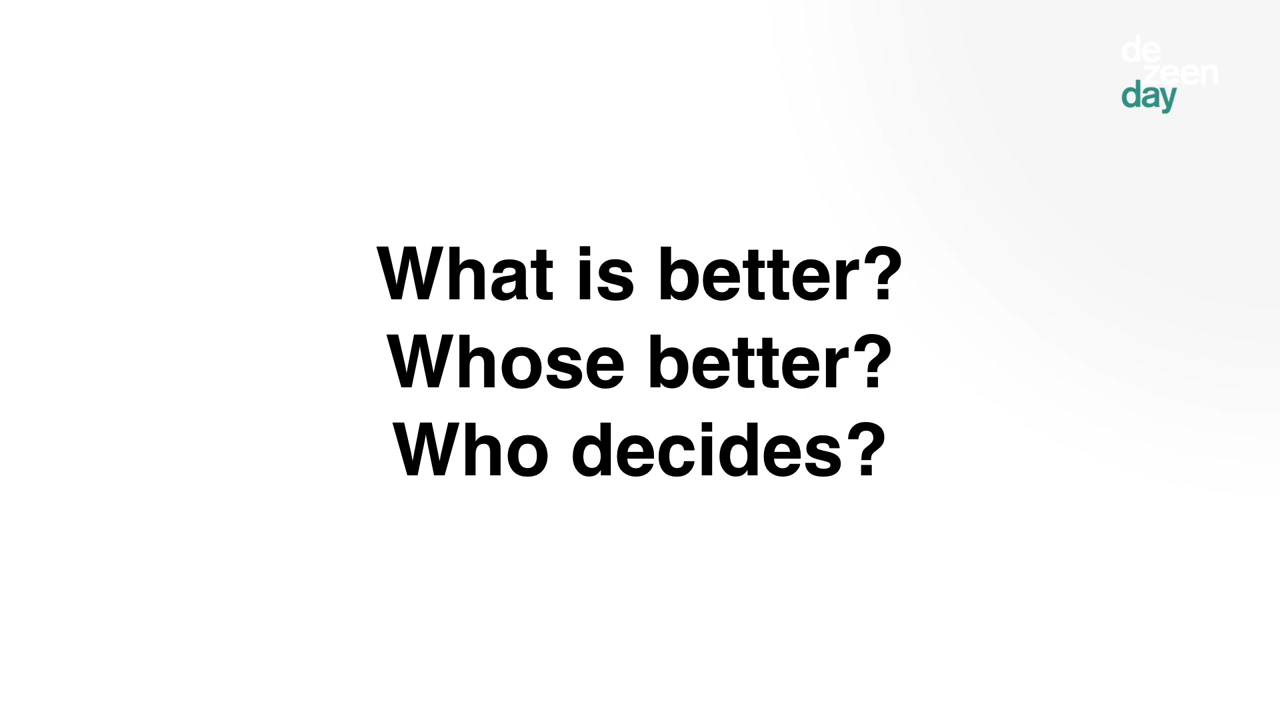 de
zeen
day
What is better?
Whose better?
Who decides?